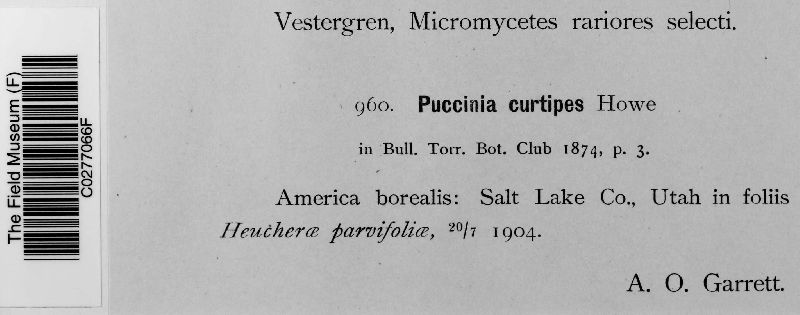 Vestergren, Micromycetes rariores selecti.
960. Puccinia curtipes Howe
in Bull. Torr. Bot. Club 1874, p. 3.
America borealis: Salt Lake Co., Utah in foliis
Heucheræ parvifoliæ, 20/7 1904.
A. O. Garrett.
The Field Museum (F)
C0277066F